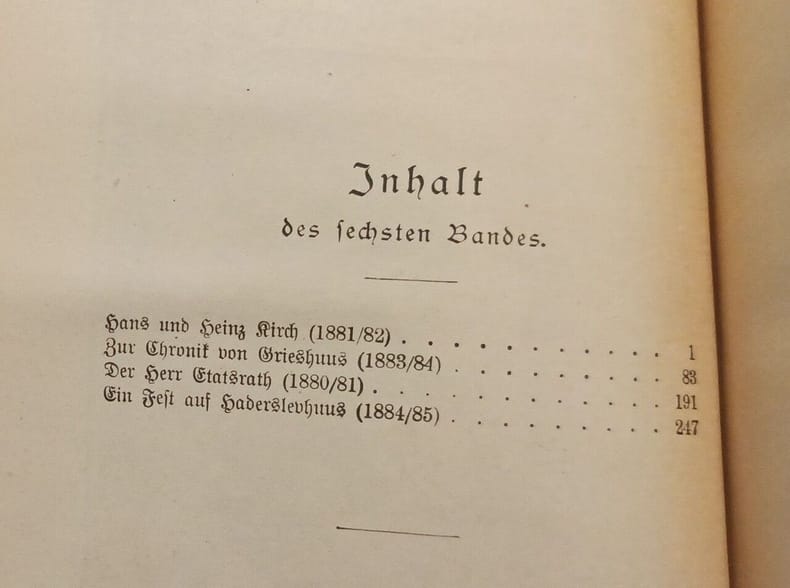 Inhalt
des sechsten Bandes.
Hans und Heinz Kirch (1881/82) . . . . . . . . . . . 1
Zur Chronik von Grieshuus (1883/84) . . . . . . . . . 83
Der Herr Etatsrath (1880/81) . . . . . . . . . . . . 191
Ein Fest auf Haderslevhuus (1884/85) . . . . . . . . . 247